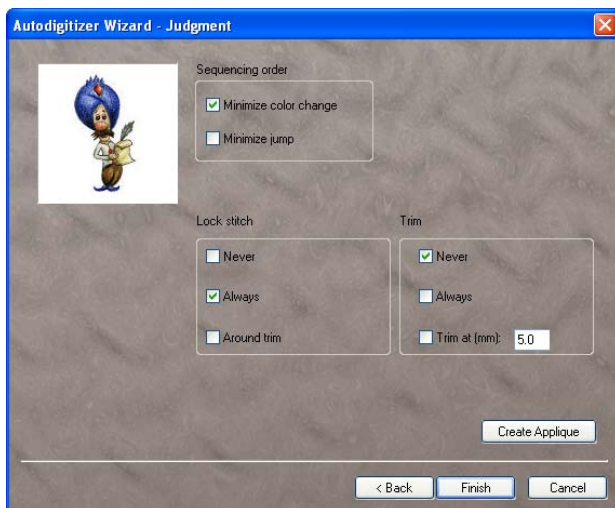 Autodigitizer Wizard - Judgment
Sequencing order
Minimize color change
Minimize jump
Lock stitch
Never
Always
Around trim
Trim
Never
Always
Trim at (mm): 5.0
Create Applique
< Back Finish Cancel